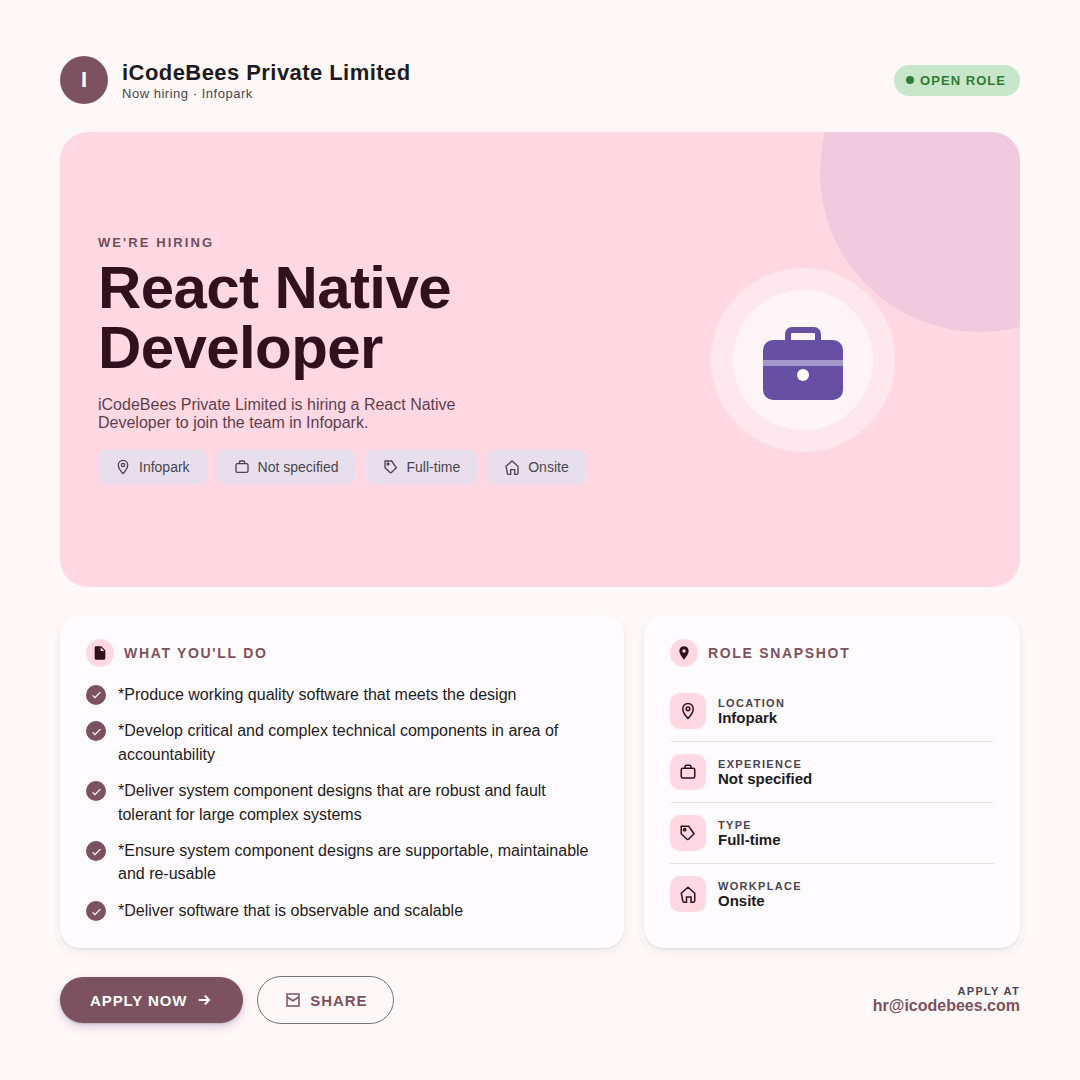 I
iCodeBees Private Limited
Now hiring · Infopark
OPEN ROLE
WE'RE HIRING
React Native
Developer
iCodeBees Private Limited is hiring a React Native
Developer to join the team in Infopark.
Infopark
Not specified
Full-time
Onsite
WHAT YOU'LL DO
*Produce working quality software that meets the design
*Develop critical and complex technical components in area of
accountability
*Deliver system component designs that are robust and fault
tolerant for large complex systems
*Ensure system component designs are supportable, maintainable
and re-usable
*Deliver software that is observable and scalable
ROLE SNAPSHOT
LOCATION
Infopark
EXPERIENCE
Not specified
TYPE
Full-time
WORKPLACE
Onsite
APPLY NOW
SHARE
APPLY AT
hr@icodebees.com